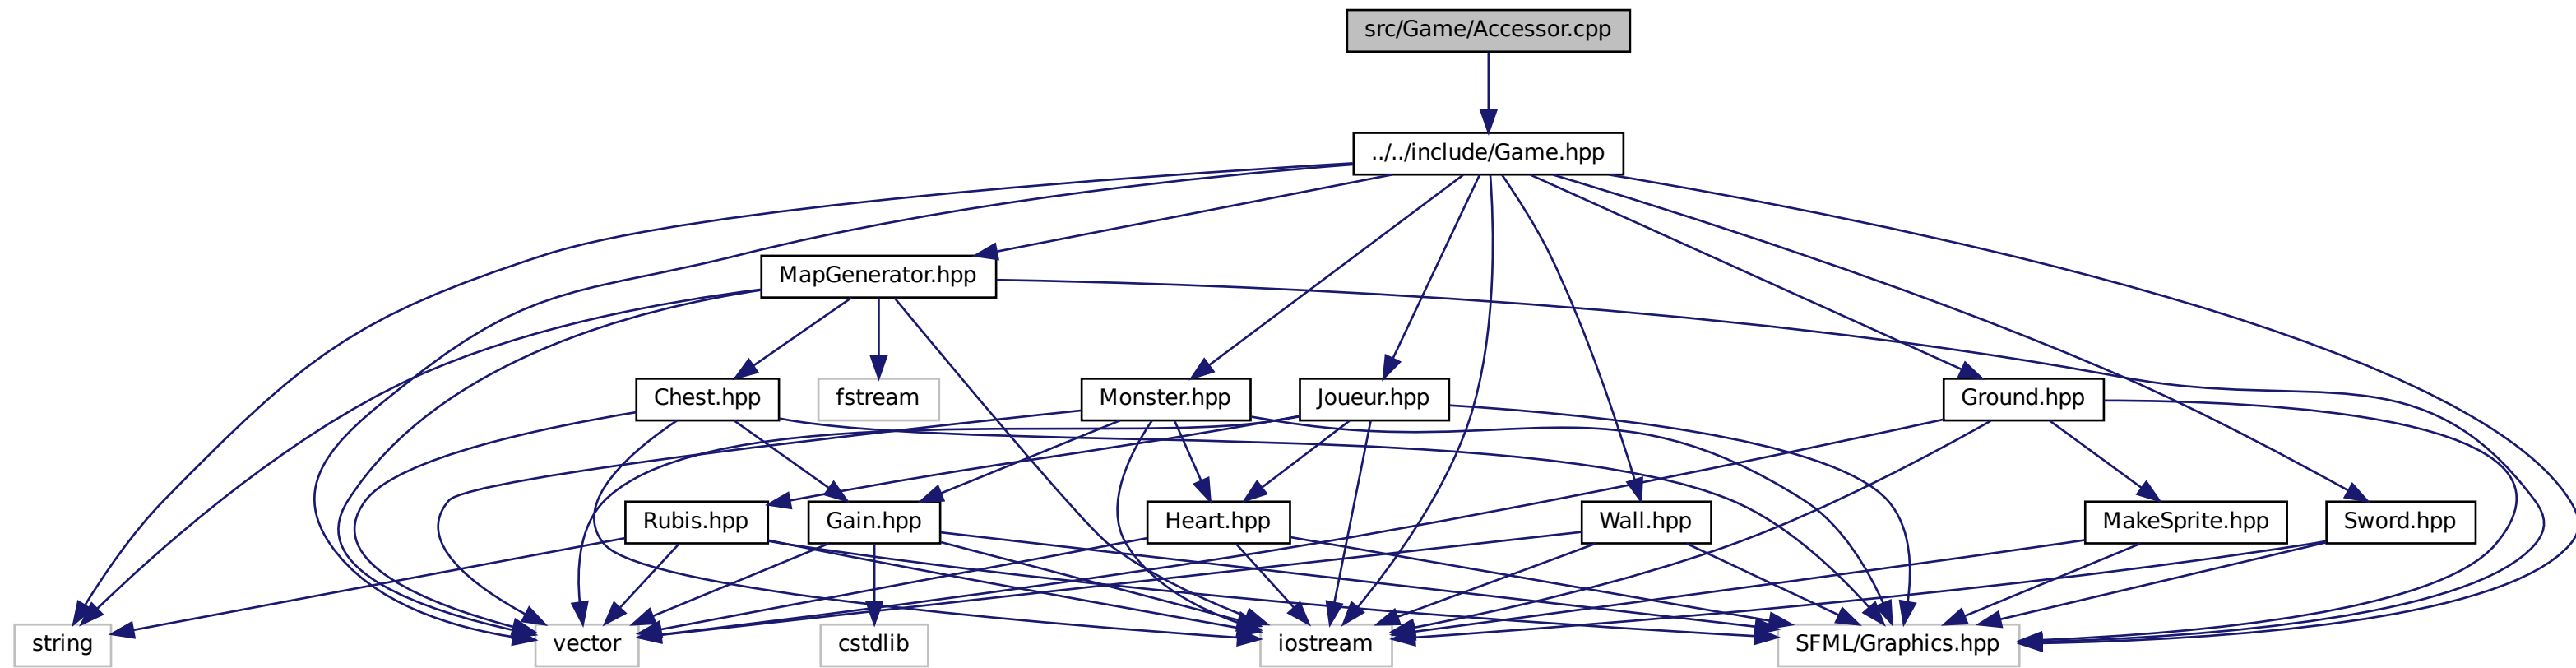 src/Game/Accessor.cpp
../../include/Game.hpp
MapGenerator.hpp
Chest.hpp
fstream
Monster.hpp
Joueur.hpp
Ground.hpp
Rubis.hpp
Gain.hpp
Heart.hpp
Wall.hpp
MakeSprite.hpp
Sword.hpp
string
vector
cstdlib
iostream
SFML/Graphics.hpp